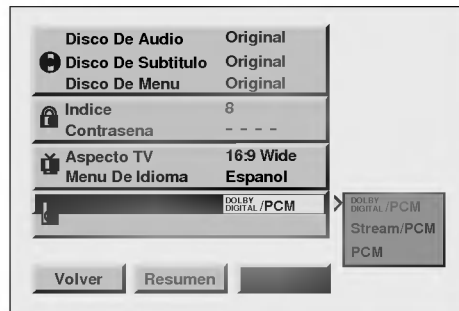 Disco De Audio Original
Disco De Subtitulo Original
Disco De Menu Original
Indice 8
Contrasena - - - -
Aspecto TV 16:9 Wide
Menu De Idioma Espanol
DOLBY DIGITAL /PCM
> DOLBY DIGITAL /PCM
Stream/PCM
PCM
Volver Resumen